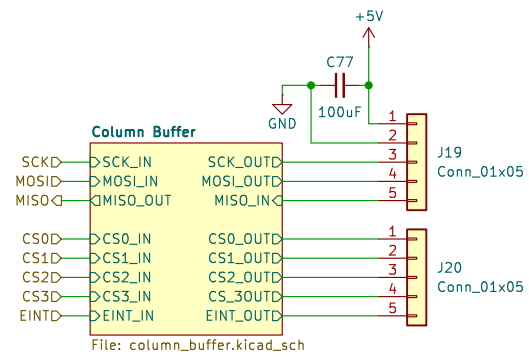 +5V
C77
100uF
GND
Column Buffer
1
2
3
4
5
J19
Conn_01x05
SCK SCK_IN SCK_OUT
MOSI MOSI_IN MOSI_OUT
MISO MISO_OUT MISO_IN
CS0 CS0_IN CS0_OUT
CS1 CS1_IN CS1_OUT
CS2 CS2_IN CS2_OUT
CS3 CS3_IN CS_3OUT
EINT EINT_IN EINT_OUT
1
2
3
4
5
J20
Conn_01x05
File: column_buffer.kicad_sch